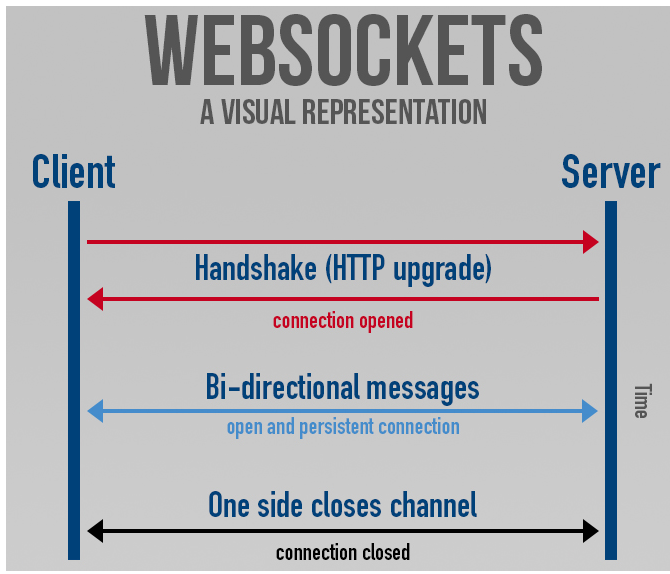 WEBSOCKETS
A VISUAL REPRESENTATION
Client
Server
Handshake (HTTP upgrade)
connection opened
Bi-directional messages
open and persistent connection
Time
One side closes channel
connection closed